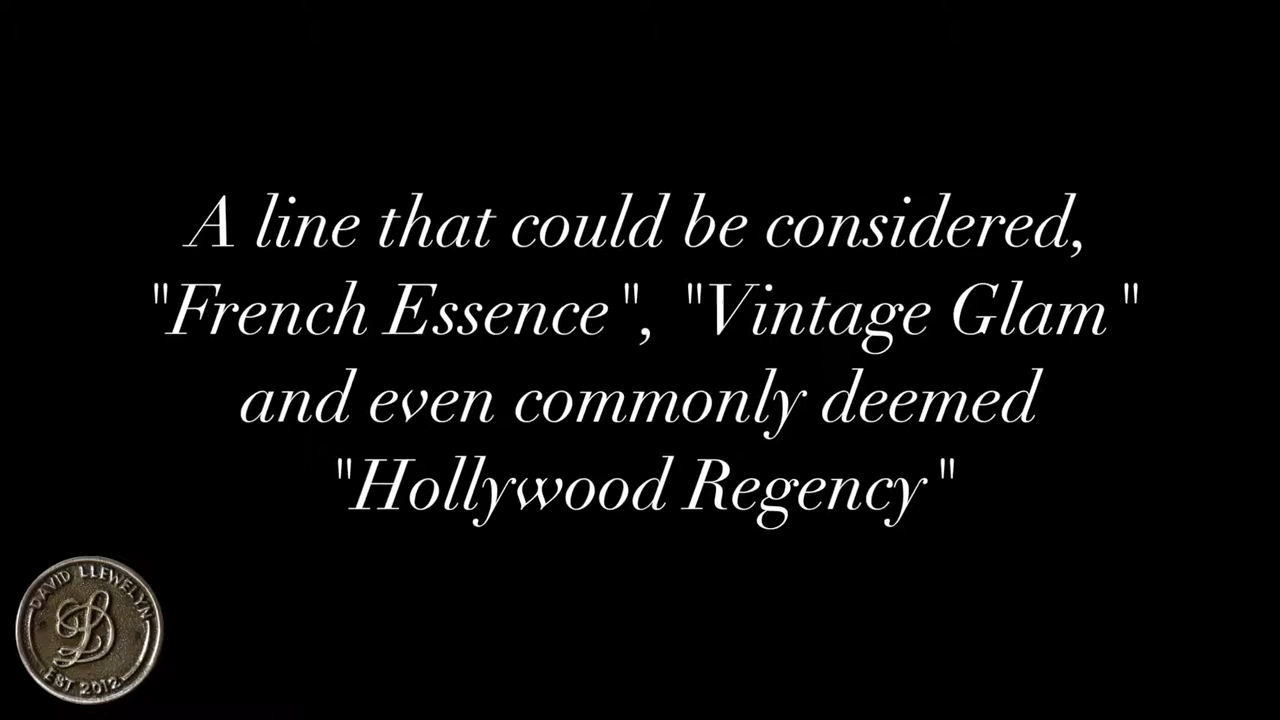 A line that could be considered,
"French Essence", "Vintage Glam"
and even commonly deemed
"Hollywood Regency"
DAVID LLEWELYN
EST 2012